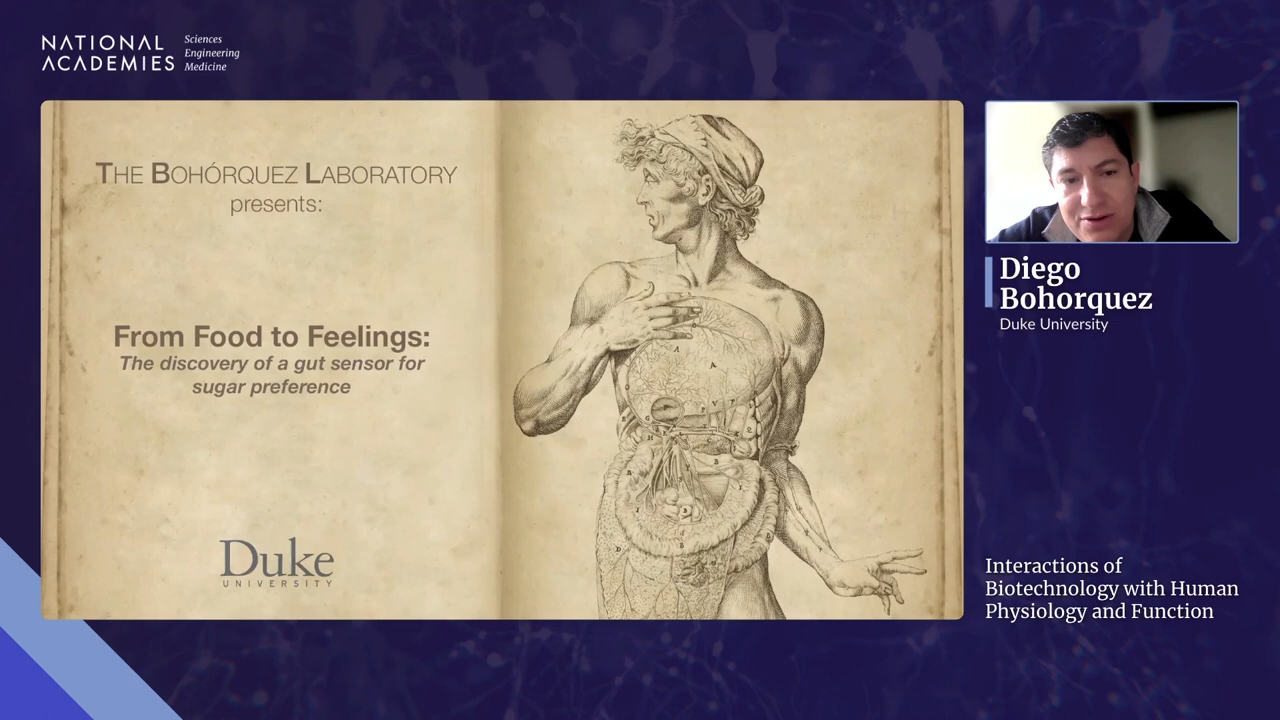 NATIONAL
ACADEMIES
Sciences
Engineering
Medicine
THE BOHÓRQUEZ LABORATORY
presents:
From Food to Feelings:
The discovery of a gut sensor for
sugar preference
Duke
UNIVERSITY
Diego
Bohorquez
Duke University
Interactions of
Biotechnology with Human
Physiology and Function